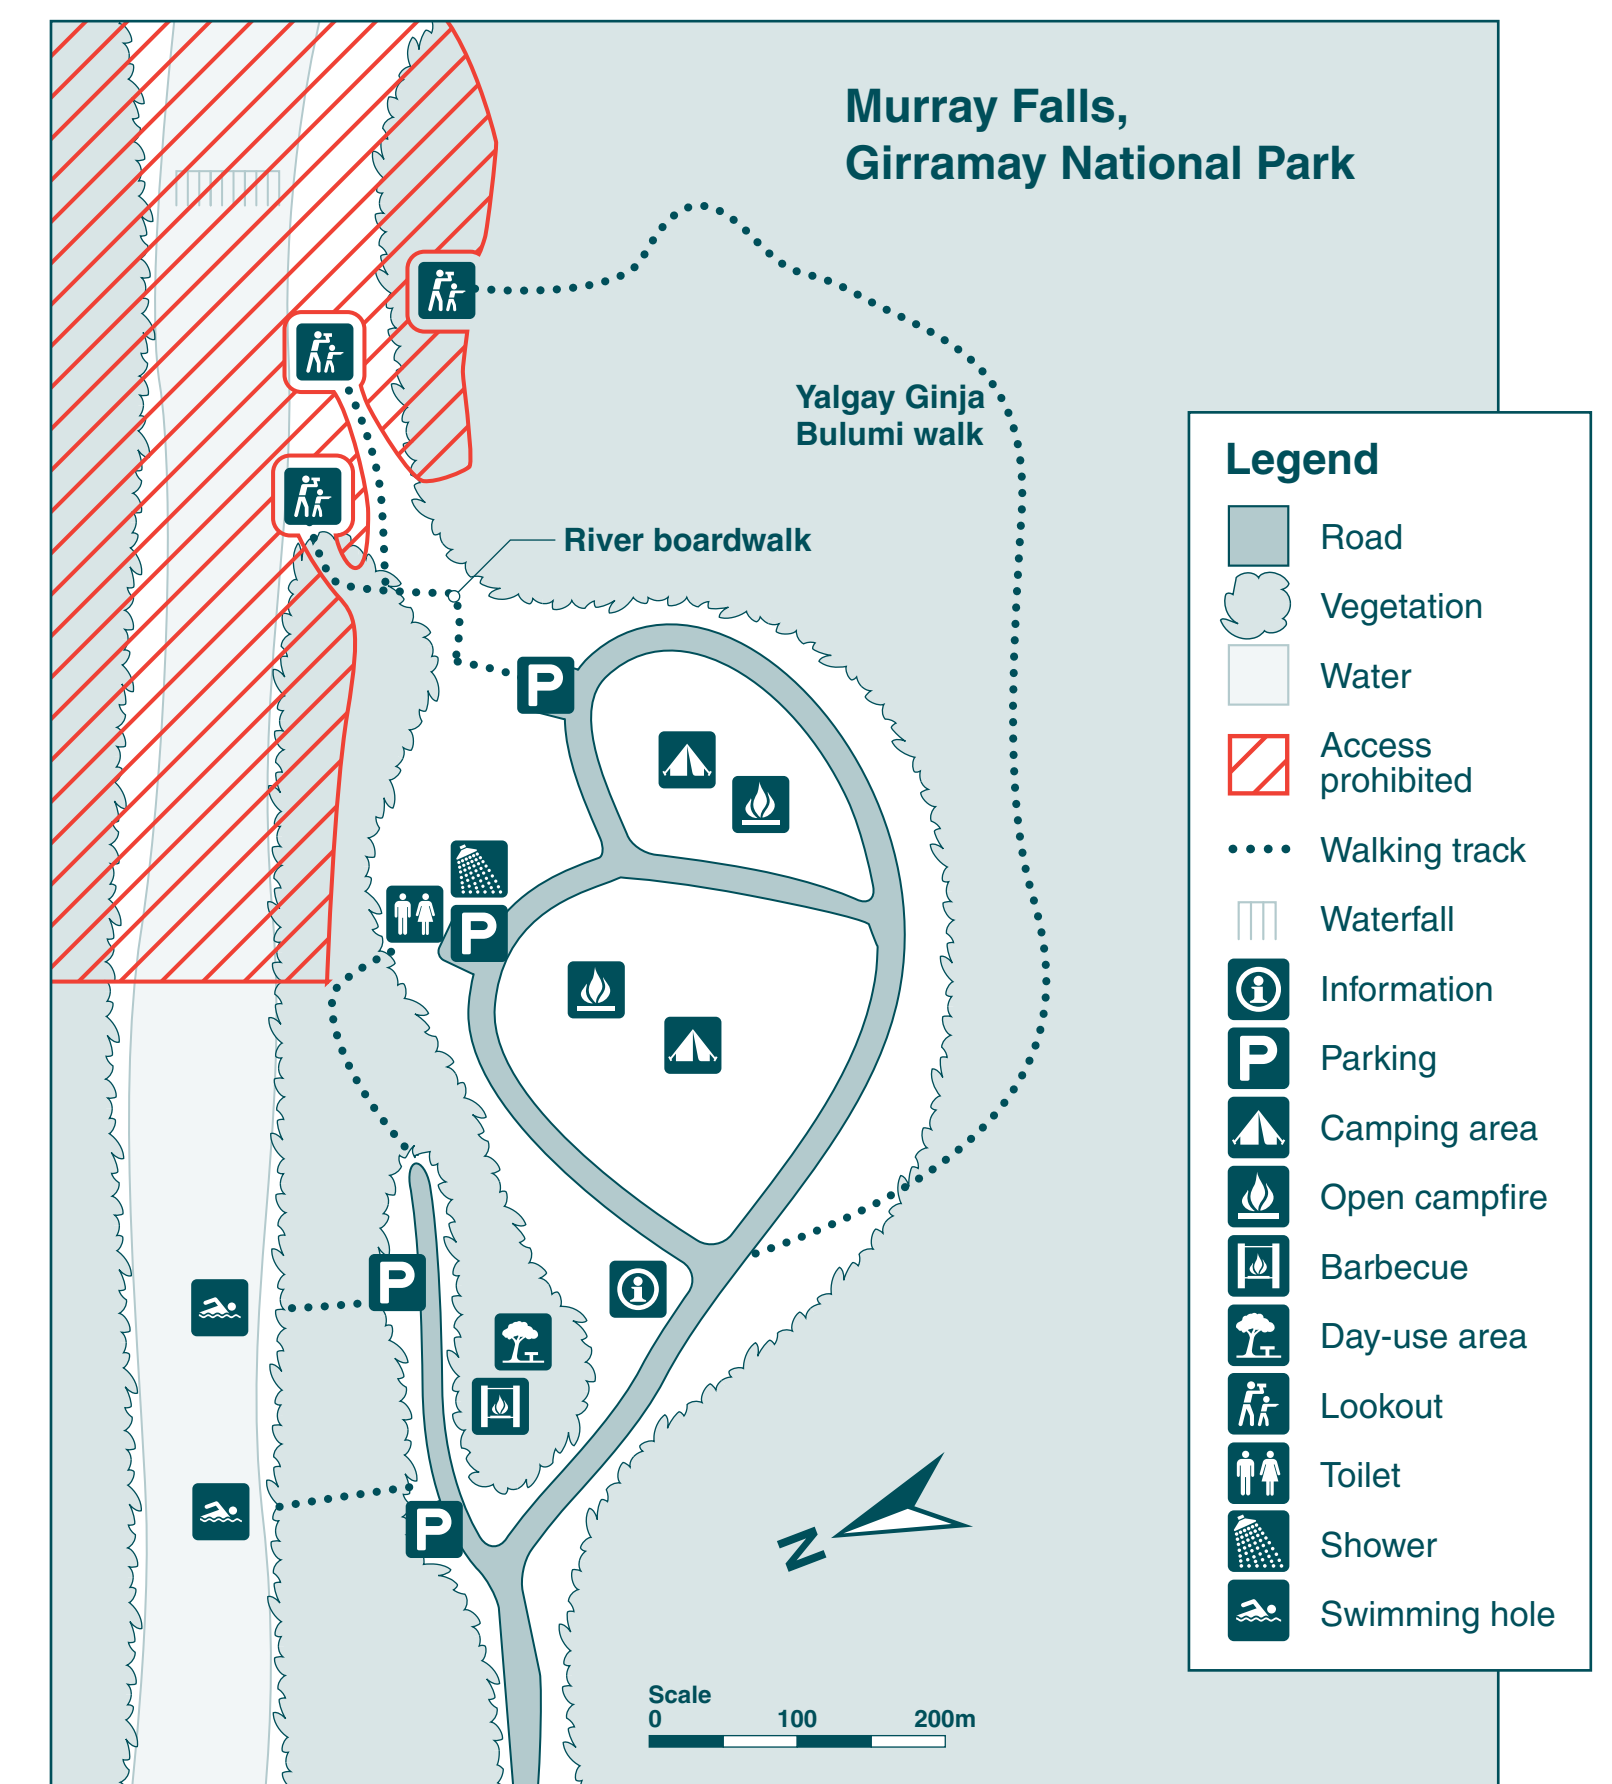 Murray Falls,
Girramay National Park
Yalgay Ginja
Bulumi walk
River boardwalk
P
P
P
P
N
Scale
0 100 200m
Legend
Road
Vegetation
Water
Access
prohibited
Walking track
Waterfall
i Information
P Parking
Camping area
Open campfire
Barbecue
Day-use area
Lookout
Toilet
Shower
Swimming hole